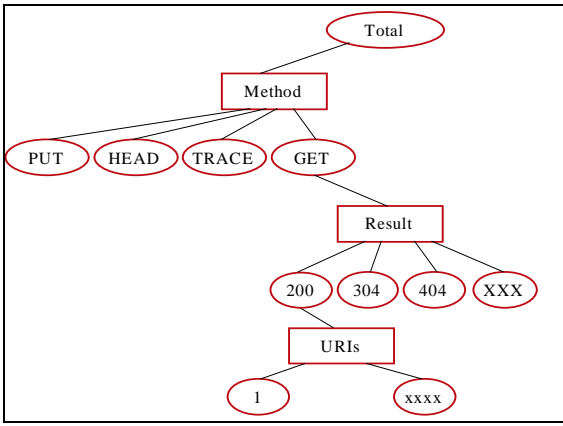 Total
Method
PUT HEAD TRACE GET
Result
200 304 404 XXX
URIs
1 xxxx